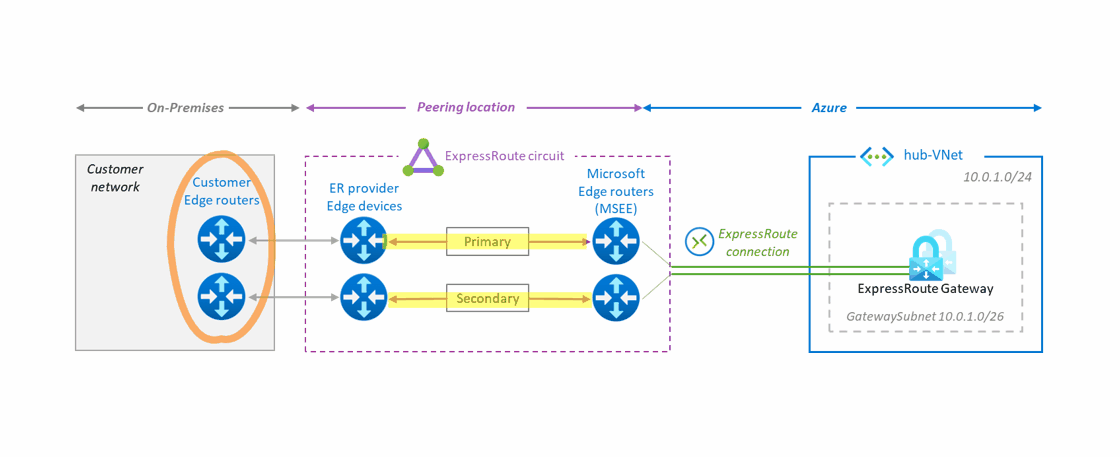 On-Premises
Peering location
Azure
Customer
network
Customer
Edge routers
ExpressRoute circuit
ER provider
Edge devices
Microsoft
Edge routers
(MSEE)
Primary
Secondary
ExpressRoute
connection
hub-VNet
10.0.1.0/24
ExpressRoute Gateway
GatewaySubnet 10.0.1.0/26